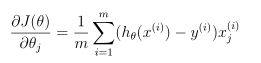 ∂J(θ)/∂θ_j = 1/m ∑_{i=1}^{m} (h_θ(x^{(i)}) − y^{(i)}) x_j^{(i)}